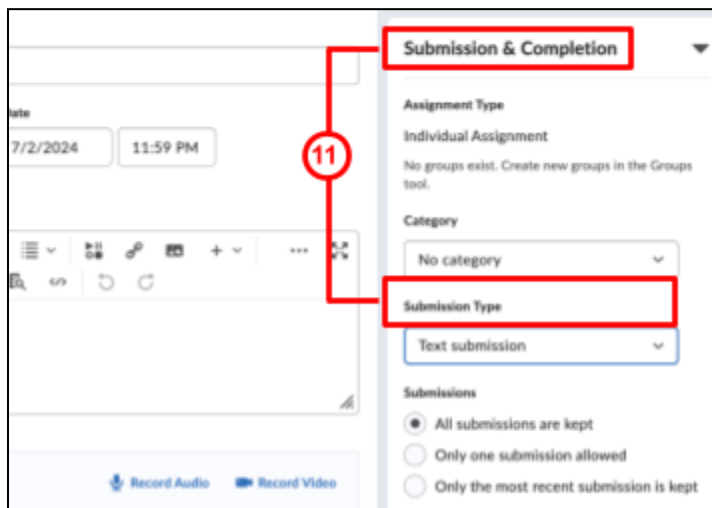 Submission & Completion
Assignment Type
Individual Assignment
No groups exist. Create new groups in the Groups
tool.
Category
No category
Submission Type
Text submission
Submissions
All submissions are kept
Only one submission allowed
Only the most recent submission is kept
7/2/2024 11:59 PM
11
Record Audio Record Video